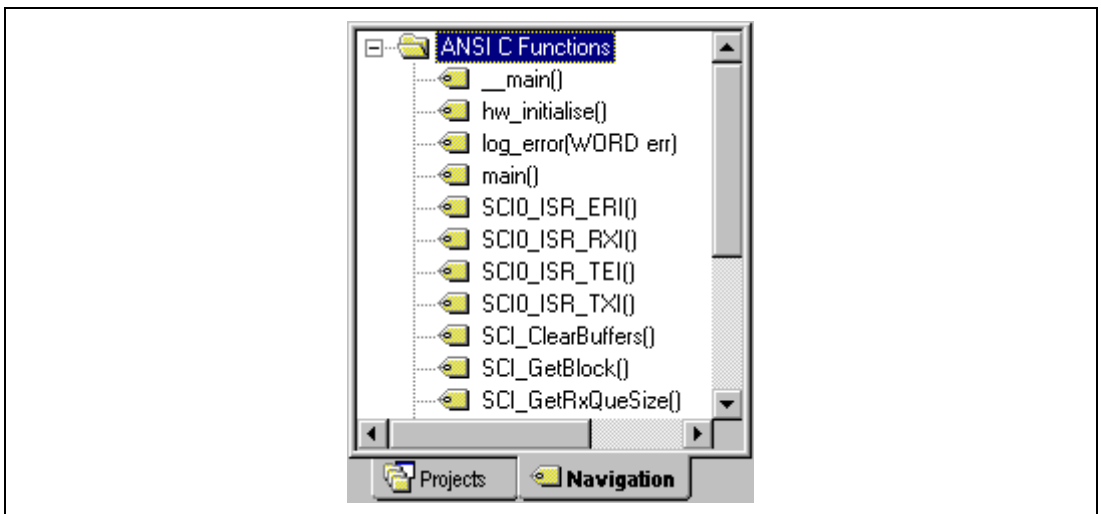 ANSI C Functions
__main()
hw_initialise()
log_error(WORD err)
main()
SCI0_ISR_ERI()
SCI0_ISR_RXI()
SCI0_ISR_TEI()
SCI0_ISR_TXI()
SCI_ClearBuffers()
SCI_GetBlock()
SCI_GetRxQueSize()
Projects Navigation